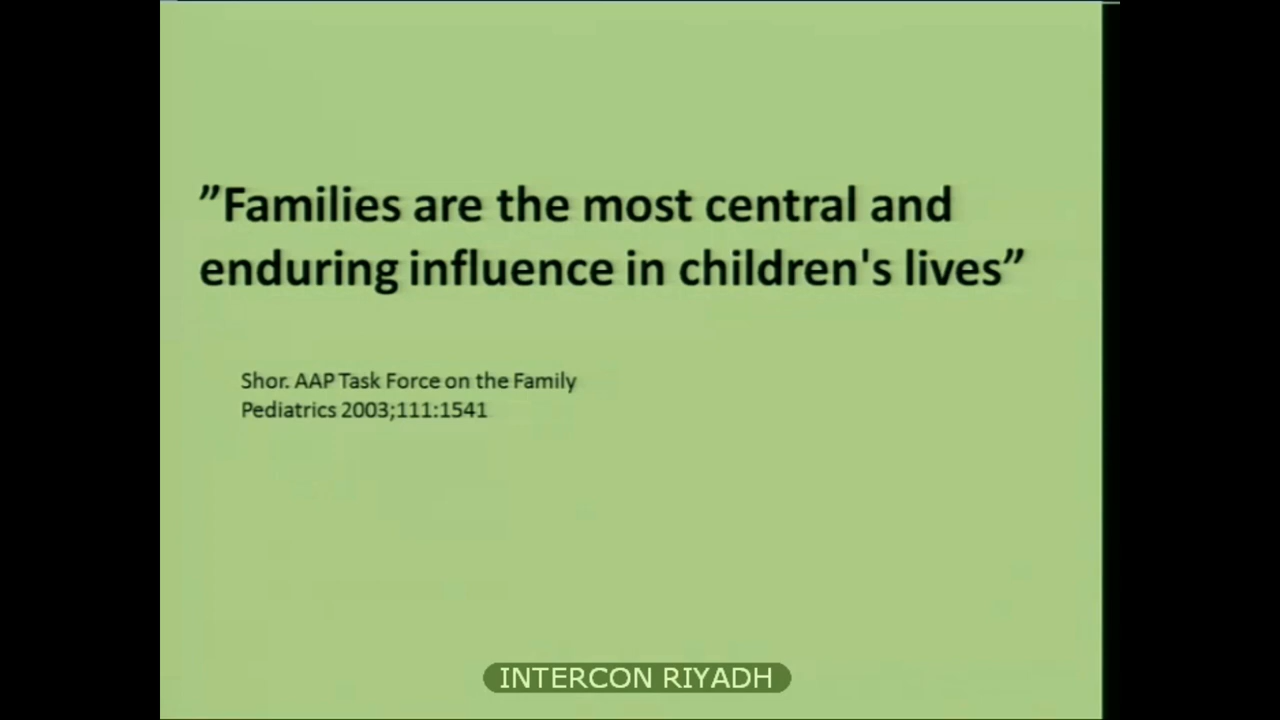 ”Families are the most central and
enduring influence in children's lives”
Shor. AAP Task Force on the Family
Pediatrics 2003;111:1541
INTERCON RIYADH